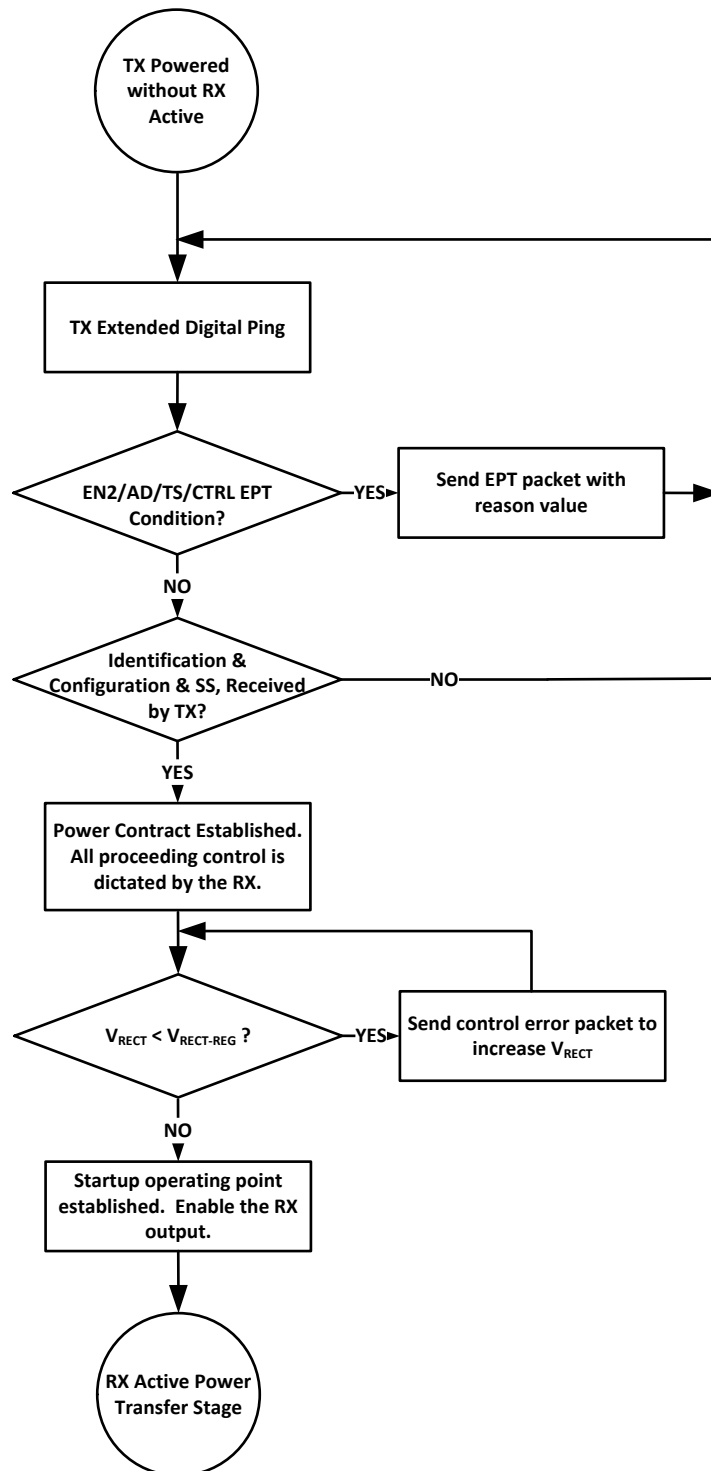 TX Powered
without RX
Active
TX Extended Digital Ping
EN2/AD/TS/CTRL EPT
Condition?
YES
Send EPT packet with
reason value
NO
Identification &
Configuration & SS, Received
by TX?
NO
YES
Power Contract Established.
All proceeding control is
dictated by the RX.
VRECT < VRECT-REG ?
YES
Send control error packet to
increase VRECT
NO
Startup operating point
established.  Enable the RX
output.
RX Active Power
Transfer Stage